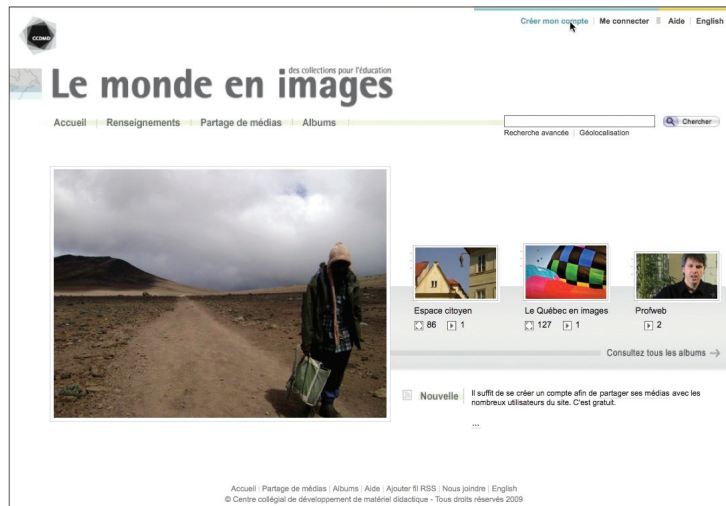 CCDMD
Créer mon compte | Me connecter Aide | English
des collections pour l'éducation
Le monde en images
Accueil | Renseignements | Partage de médias | Albums
Chercher
Recherche avancée | Géolocalisation
Espace citoyen
86 1
Le Québec en images
127 1
Profweb
2
Consultez tous les albums →
Nouvelle
Il suffit de se créer un compte afin de partager ses médias avec les
nombreux utilisateurs du site. C'est gratuit.
...
Accueil | Partage de médias | Albums | Aide | Ajouter fil RSS | Nous joindre | English
© Centre collégial de développement de matériel didactique - Tous droits réservés 2009